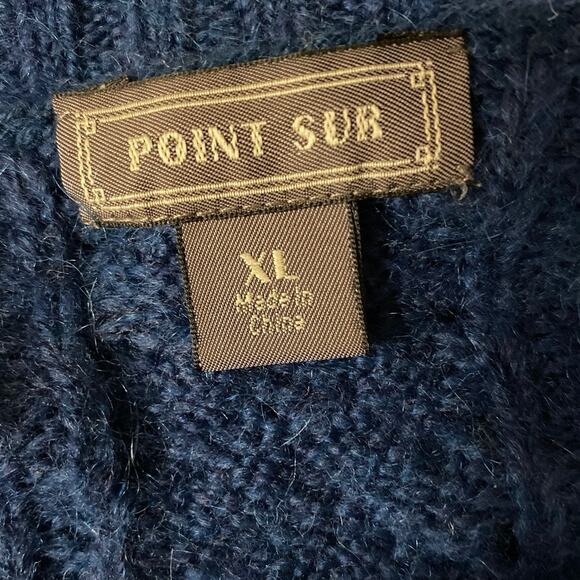 POINT SUR
XL
Made in
China